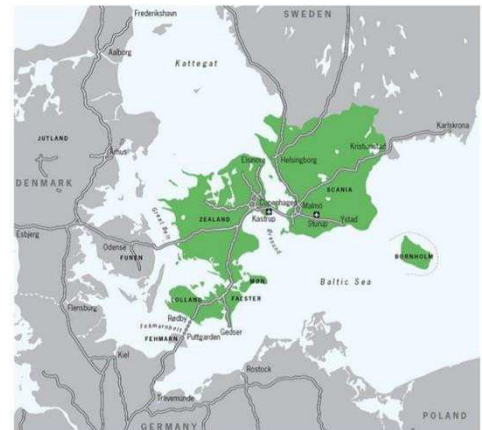 Frederikshavn
SWEDEN
Aalborg
Kattegat
Karlskrona
JUTLAND
Århus
Kristianstad
Elsinore
Helsingborg
DENMARK
SCANIA
Copenhagen
Malmö
Great Belt
ZEALAND
Kastrup
Sturup
Ystad
Esbjerg
Odense
FUNEN
Øresund
BORNHOLM
MØN
Baltic Sea
LOLLAND
FALSTER
Flensburg
Rødby
Fehmarnbelt
Gedser
FEHMARN
Puttgarden
Kiel
Rostock
Travemünde
POLAND
GERMANY